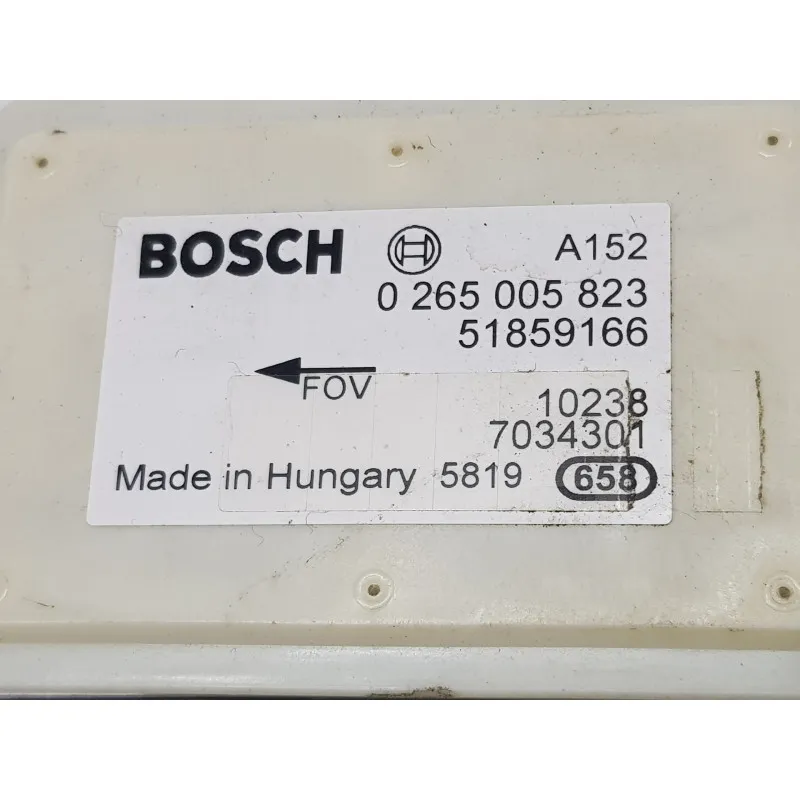 BOSCH A152
0 265 005 823
51859166
FOV
10238
7034301
Made in Hungary 5819 658